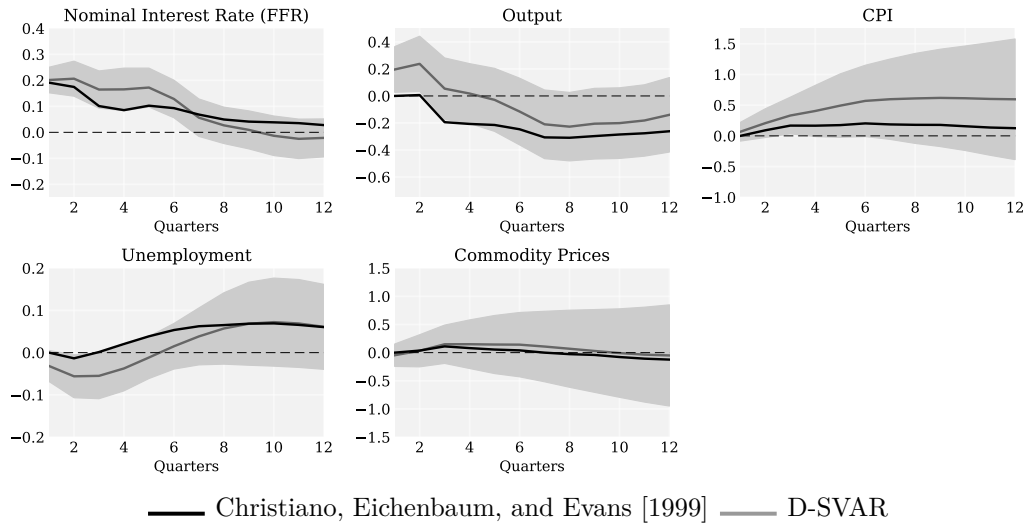 Nominal Interest Rate (FFR)
0.4
0.3
0.2
0.1
0.0
−0.1
−0.2
2 4 6 8 10 12
Quarters
Output
0.4
0.2
0.0
−0.2
−0.4
−0.6
2 4 6 8 10 12
Quarters
CPI
1.5
1.0
0.5
0.0
−0.5
−1.0
2 4 6 8 10 12
Quarters
Unemployment
0.2
0.1
0.0
−0.1
−0.2
2 4 6 8 10 12
Quarters
Commodity Prices
1.5
1.0
0.5
0.0
−0.5
−1.0
−1.5
2 4 6 8 10 12
Quarters
Christiano, Eichenbaum, and Evans [1999] D-SVAR